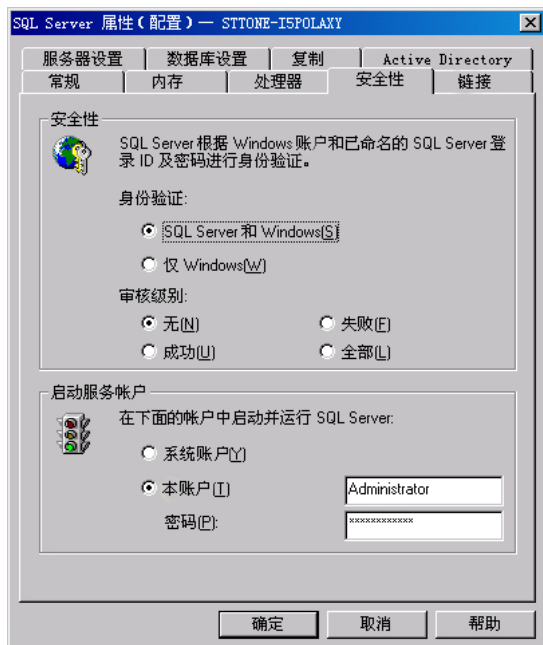 SQL Server 属性(配置) — STTONE-I5POLAXY
服务器设置 数据库设置 复制 Active Directory
常规 内存 处理器 安全性 链接
安全性
SQL Server 根据 Windows 账户和已命名的 SQL Server 登
录 ID 及密码进行身份验证。
身份验证:
SQL Server 和 Windows(S)
仅 Windows(W)
审核级别:
无(N) 失败(F)
成功(U) 全部(L)
启动服务帐户
在下面的帐户中启动并运行 SQL Server:
系统账户(Y)
本账户(T) Administrator
密码(P): ************
确定 取消 帮助